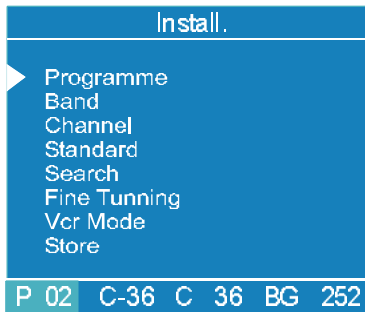 Install.
Programme
Band
Channel
Standard
Search
Fine Tunning
Vcr Mode
Store
P 02 C-36 C 36 BG 252